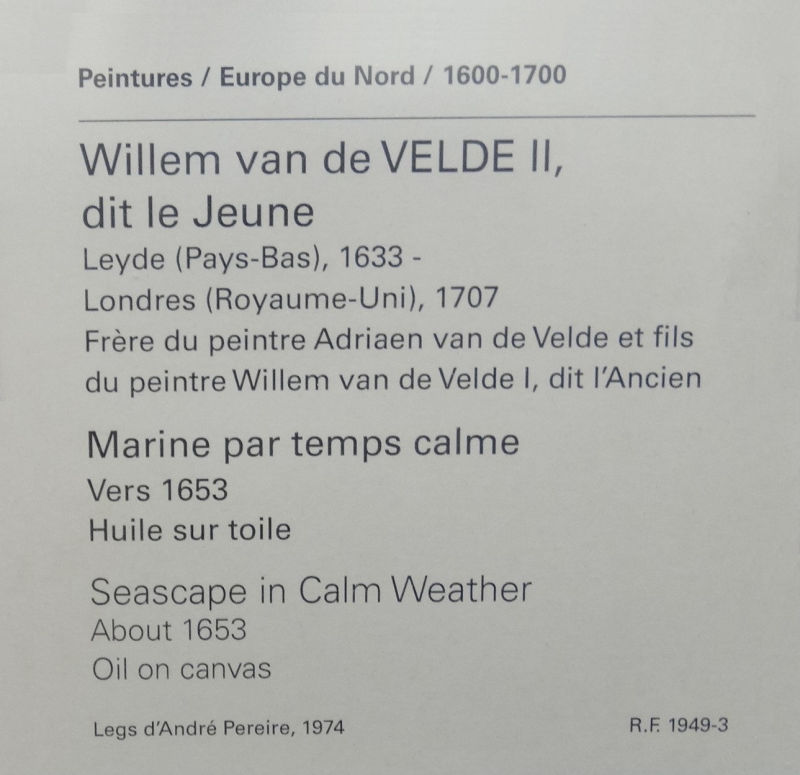 Peintures / Europe du Nord / 1600-1700
Willem van de VELDE II,
dit le Jeune
Leyde (Pays-Bas), 1633 -
Londres (Royaume-Uni), 1707
Frère du peintre Adriaen van de Velde et fils
du peintre Willem van de Velde I, dit l'Ancien
Marine par temps calme
Vers 1653
Huile sur toile
Seascape in Calm Weather
About 1653
Oil on canvas
Legs d'André Pereire, 1974 R.F. 1949-3